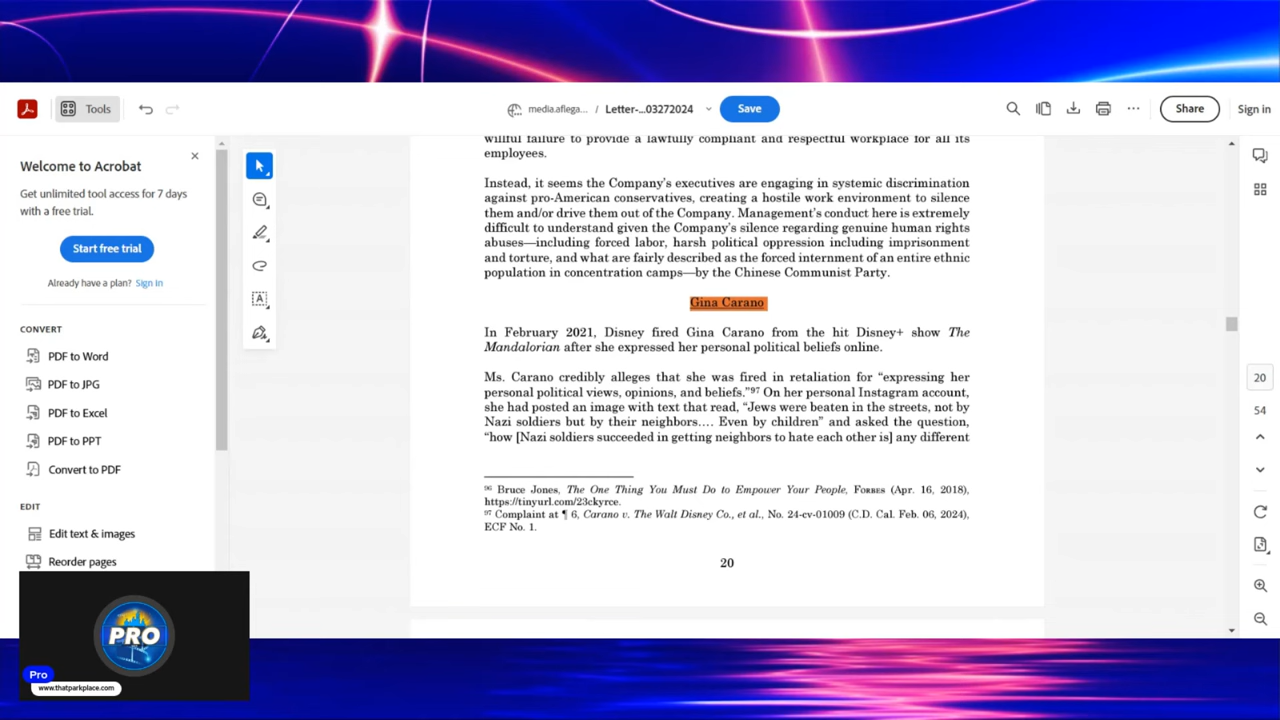 Tools
media.aflega... / Letter-...03272024
Save
Share
Sign in
Welcome to Acrobat
Get unlimited tool access for 7 days
with a free trial.
Start free trial
Already have a plan? Sign In
CONVERT
PDF to Word
PDF to JPG
PDF to Excel
PDF to PPT
Convert to PDF
EDIT
Edit text & images
Reorder pages
willful failure to provide a lawfully compliant and respectful workplace for all its
employees.
Instead, it seems the Company's executives are engaging in systemic discrimination
against pro-American conservatives, creating a hostile work environment to silence
them and/or drive them out of the Company. Management's conduct here is extremely
difficult to understand given the Company's silence regarding genuine human rights
abuses—including forced labor, harsh political oppression including imprisonment
and torture, and what are fairly described as the forced internment of an entire ethnic
population in concentration camps—by the Chinese Communist Party.
Gina Carano
In February 2021, Disney fired Gina Carano from the hit Disney+ show The
Mandalorian after she expressed her personal political beliefs online.
Ms. Carano credibly alleges that she was fired in retaliation for “expressing her
personal political views, opinions, and beliefs.”97 On her personal Instagram account,
she had posted an image with text that read, “Jews were beaten in the streets, not by
Nazi soldiers but by their neighbors.... Even by children” and asked the question,
“how [Nazi soldiers succeeded in getting neighbors to hate each other is] any different
96 Bruce Jones, The One Thing You Must Do to Empower Your People, FORBES (Apr. 16, 2018),
https://tinyurl.com/23ckyrce.
97 Complaint at ¶ 6, Carano v. The Walt Disney Co., et al., No. 24-cv-01009 (C.D. Cal. Feb. 06, 2024),
ECF No. 1.
20
20
54
PRO
Pro
www.thatparkplace.com